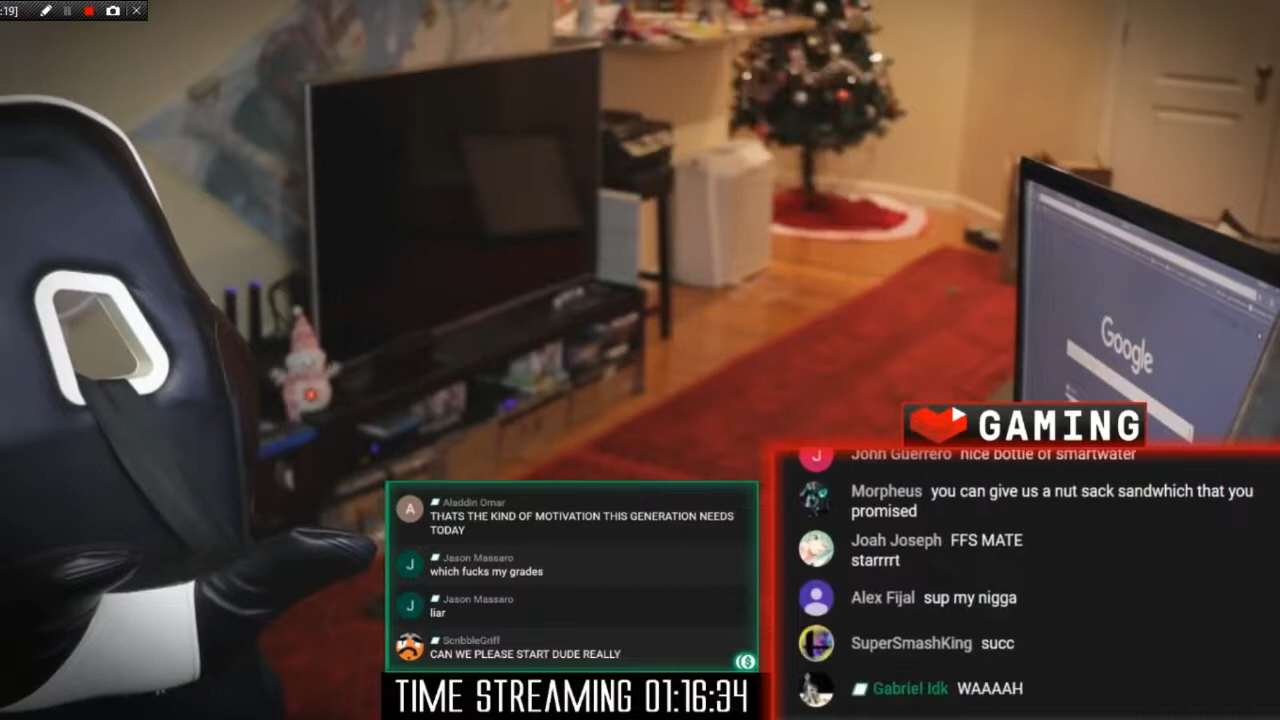 :19]
Google
GAMING
John Guerrero nice bottle of smartwater
Morpheus you can give us a nut sack sandwhich that you
promised
Joah Joseph FFS MATE
starrrrt
Alex Fijal sup my nigga
SuperSmashKing succ
Gabriel Idk WAAAAH
A Aladdin Omar
THATS THE KIND OF MOTIVATION THIS GENERATION NEEDS
TODAY
J Jason Massaro
which fucks my grades
J Jason Massaro
liar
ScribbleGriff
CAN WE PLEASE START DUDE REALLY
TIME STREAMING 01:16:34